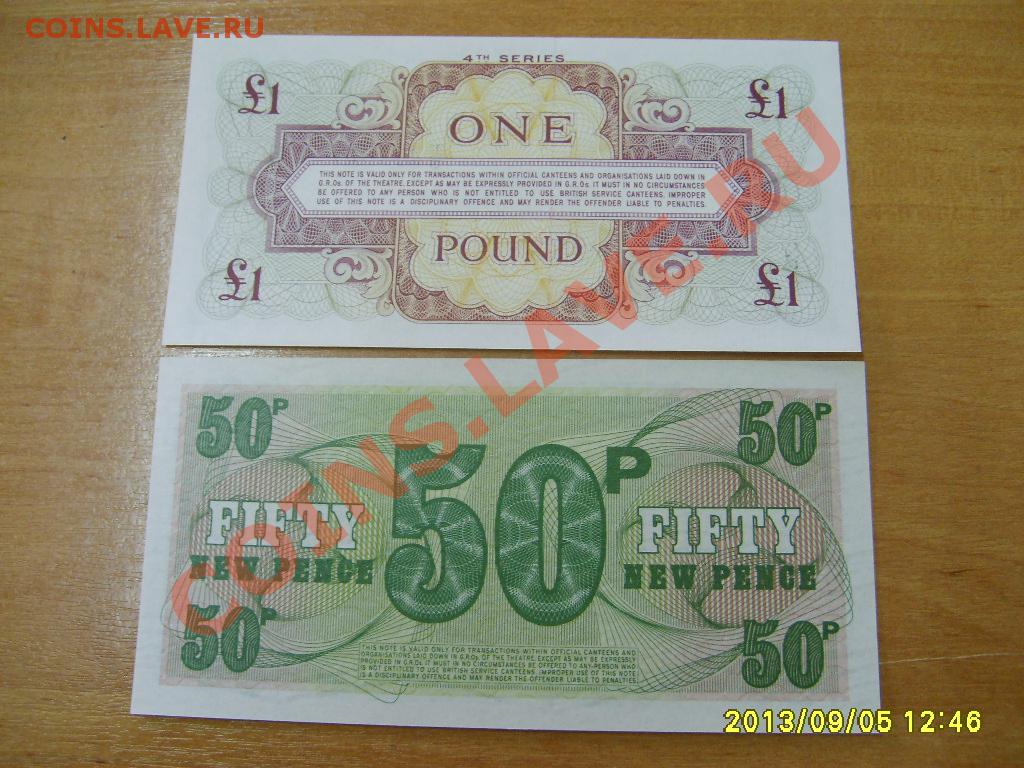 COINS.LAVE.RU
4TH SERIES
£1 £1
ONE
THIS NOTE IS VALID ONLY FOR TRANSACTIONS WITHIN OFFICIAL CANTEENS AND ORGANISATIONS LAID DOWN IN
G.R.Os. OF THE THEATRE. EXCEPT AS MAY BE EXPRESSLY PROVIDED IN G.R.Os. IT MUST IN NO CIRCUMSTANCES
BE OFFERED TO ANY PERSON WHO IS NOT ENTITLED TO USE BRITISH SERVICE CANTEENS. IMPROPER
USE OF THIS NOTE IS A DISCIPLINARY OFFENCE AND MAY RENDER THE OFFENDER LIABLE TO PENALTIES.
POUND
£1 £1
COINS.LAVE.RU
50P 50P
50P
FIFTY FIFTY
NEW PENCE NEW PENCE
50P 50P
THIS NOTE IS VALID ONLY FOR TRANSACTIONS WITHIN OFFICIAL CANTEENS AND
ORGANISATIONS LAID DOWN IN G.R.Os. OF THE THEATRE. EXCEPT AS MAY BE EXPRESSLY
PROVIDED IN G.R.Os. IT MUST IN NO CIRCUMSTANCES BE OFFERED TO ANY PERSON WHO
IS NOT ENTITLED TO USE BRITISH SERVICE CANTEENS. IMPROPER USE OF THIS NOTE IS
A DISCIPLINARY OFFENCE AND MAY RENDER THE OFFENDER LIABLE TO PENALTIES.
2013/09/05 12:46